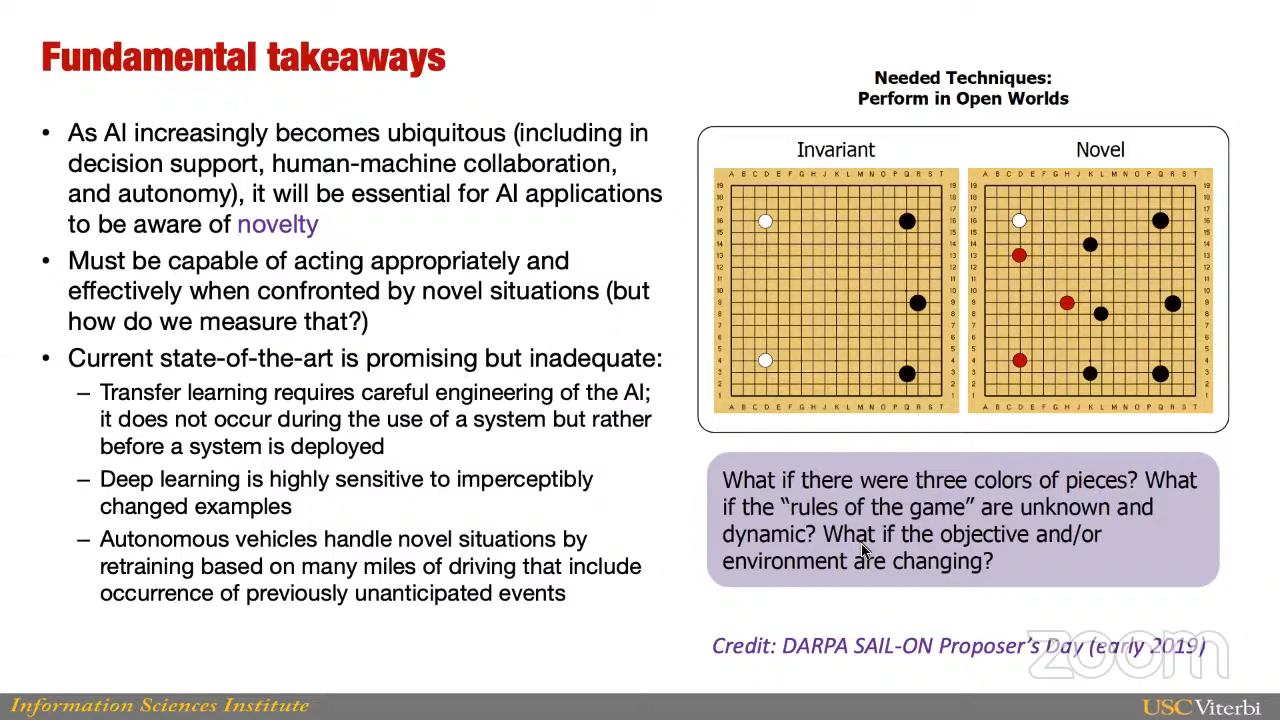 Fundamental takeaways
• As AI increasingly becomes ubiquitous (including in
decision support, human-machine collaboration,
and autonomy), it will be essential for AI applications
to be aware of novelty
• Must be capable of acting appropriately and
effectively when confronted by novel situations (but
how do we measure that?)
• Current state-of-the-art is promising but inadequate:
– Transfer learning requires careful engineering of the AI;
it does not occur during the use of a system but rather
before a system is deployed
– Deep learning is highly sensitive to imperceptibly
changed examples
– Autonomous vehicles handle novel situations by
retraining based on many miles of driving that include
occurrence of previously unanticipated events
Needed Techniques:
Perform in Open Worlds
Invariant
Novel
What if there were three colors of pieces? What
if the “rules of the game” are unknown and
dynamic? What if the objective and/or
environment are changing?
Credit: DARPA SAIL-ON Proposer’s Day (early 2019)
zoom
Information Sciences Institute
USC Viterbi